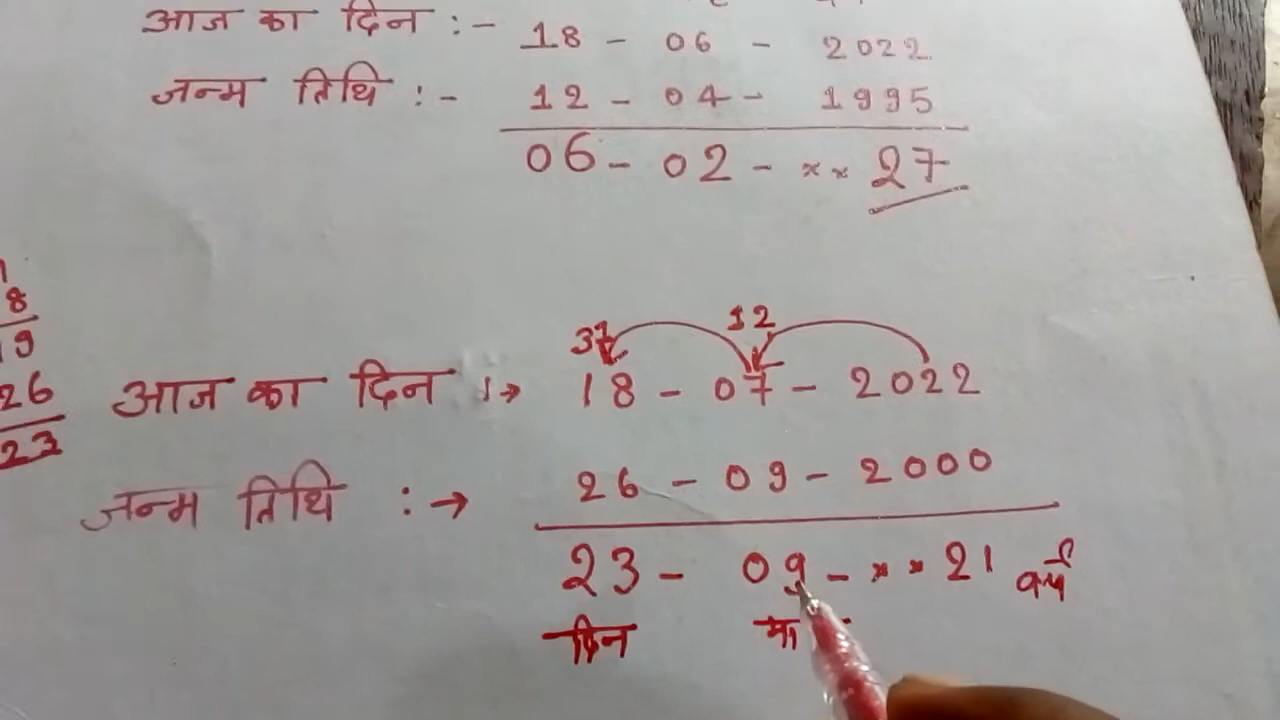 आज का दिन :- 18 - 06 - 2022
जन्म तिथि :- 12 - 04 - 1995
06 - 02 - ×× 27
31 12
आज का दिन :→ 18 - 07 - 2022
जन्म तिथि :→ 26 - 09 - 2000
23 - 09 - ×× 21 वर्ष
दिन मा
8
19
26
23